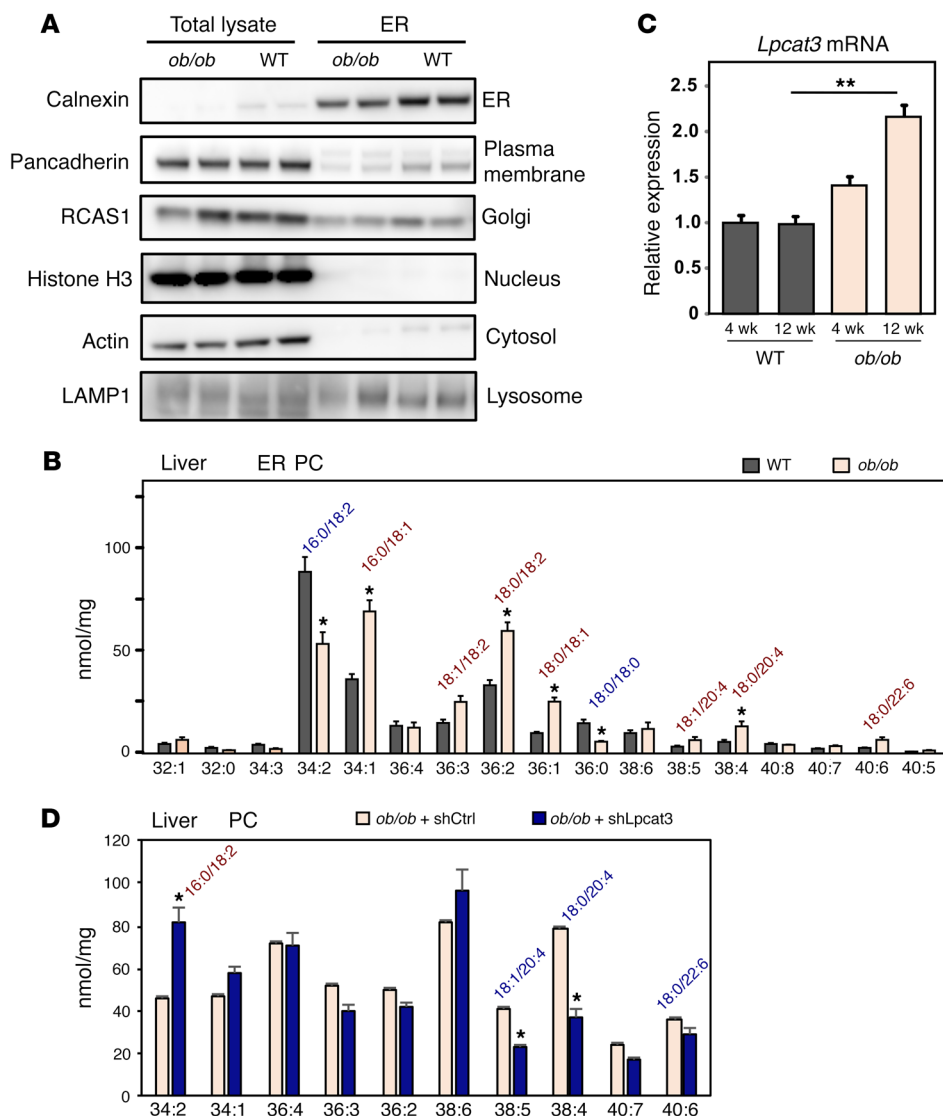 A
Total lysate ER
ob/ob WT ob/ob WT
Calnexin ER
Pancadherin Plasma membrane
RCAS1 Golgi
Histone H3 Nucleus
Actin Cytosol
LAMP1 Lysosome
C
Lpcat3 mRNA
**
Relative expression
2.5
2.0
1.5
1.0
0.5
0
4 wk 12 wk 4 wk 12 wk
WT ob/ob
B
Liver ER PC
WT ob/ob
nmol/mg
100
50
0
16:0/18:2
16:0/18:1
18:1/18:2
18:0/18:2
18:0/18:1
18:0/18:0
18:1/20:4
18:0/20:4
18:0/22:6
* * * * * *
32:1 32:0 34:3 34:2 34:1 36:4 36:3 36:2 36:1 36:0 38:6 38:5 38:4 40:8 40:7 40:6 40:5
D
Liver PC
ob/ob + shCtrl ob/ob + shLpcat3
nmol/mg
120
100
80
60
40
20
0
* 16:0/18:2
18:1/20:4
18:0/20:4
18:0/22:6
* *
34:2 34:1 36:4 36:3 36:2 38:6 38:5 38:4 40:7 40:6